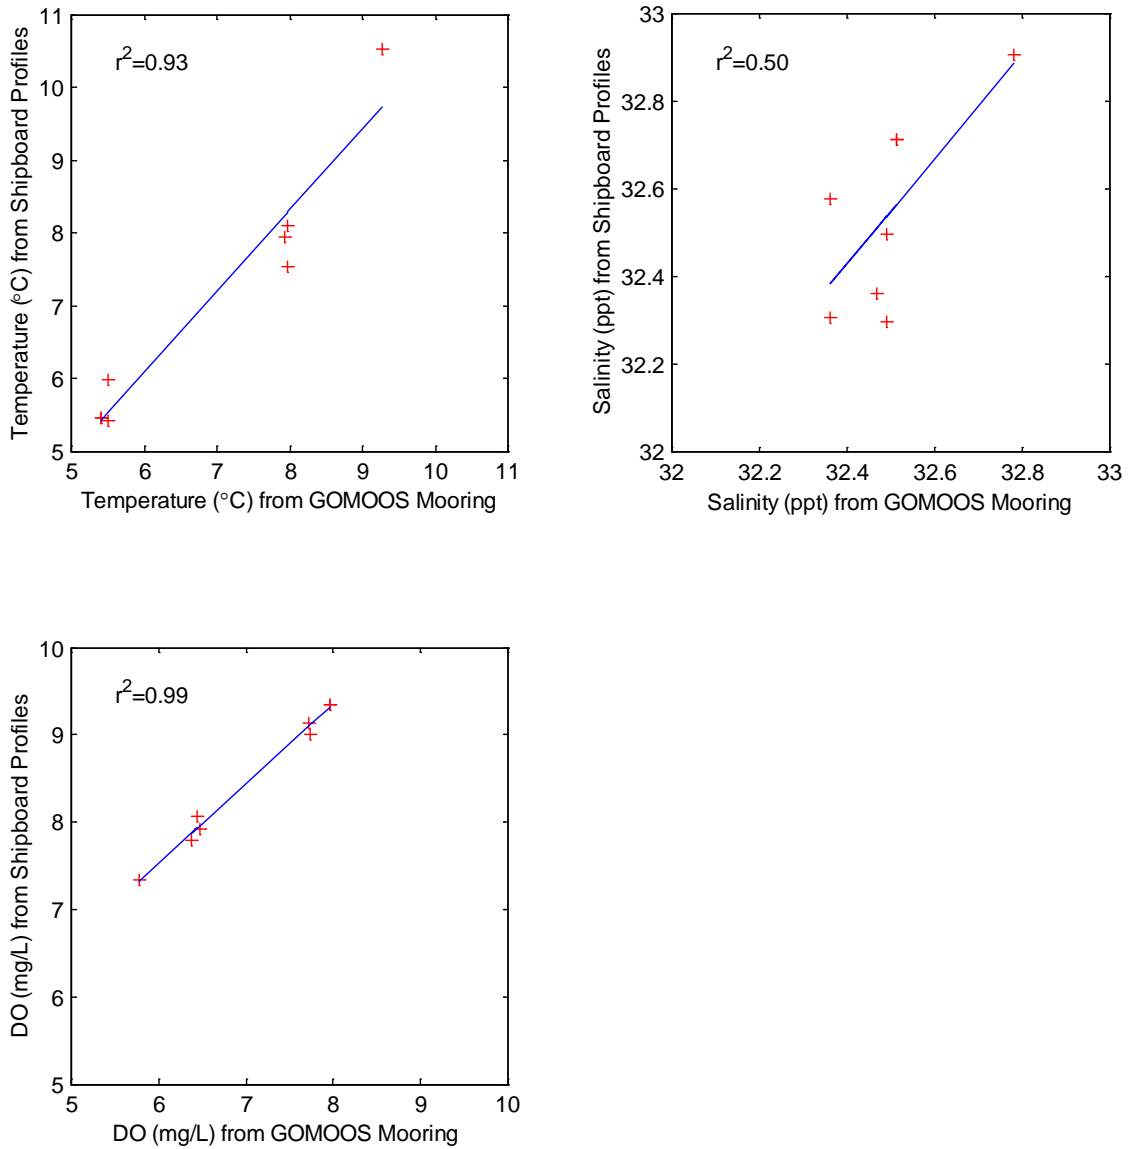 11
10
9
8
7
6
5
5 6 7 8 9 10 11
r²=0.93
Temperature (°C) from Shipboard Profiles
Temperature (°C) from GOMOOS Mooring
33
32.8
32.6
32.4
32.2
32
32 32.2 32.4 32.6 32.8 33
r²=0.50
Salinity (ppt) from Shipboard Profiles
Salinity (ppt) from GOMOOS Mooring
10
9
8
7
6
5
5 6 7 8 9 10
r²=0.99
DO (mg/L) from Shipboard Profiles
DO (mg/L) from GOMOOS Mooring